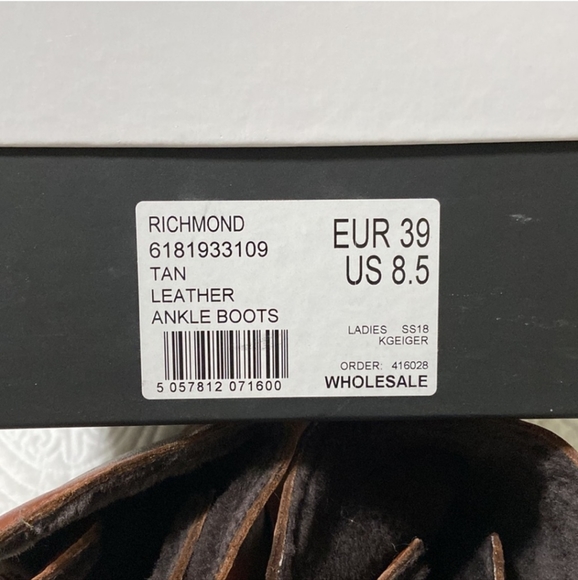 RICHMOND
6181933109
TAN
LEATHER
ANKLE BOOTS
5 057812 071600
EUR 39
US 8.5
LADIES SS18
KGEIGER
ORDER: 416028
WHOLESALE